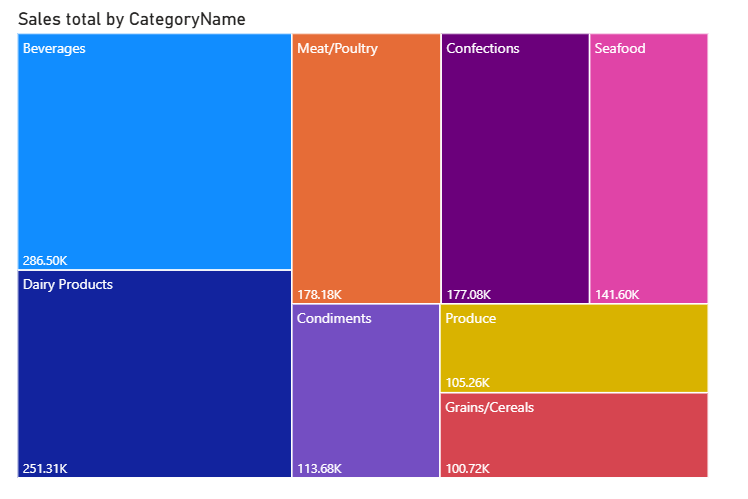 Sales total by CategoryName
Beverages
286.50K
Dairy Products
251.31K
Meat/Poultry
178.18K
Confections
177.08K
Seafood
141.60K
Condiments
113.68K
Produce
105.26K
Grains/Cereals
100.72K